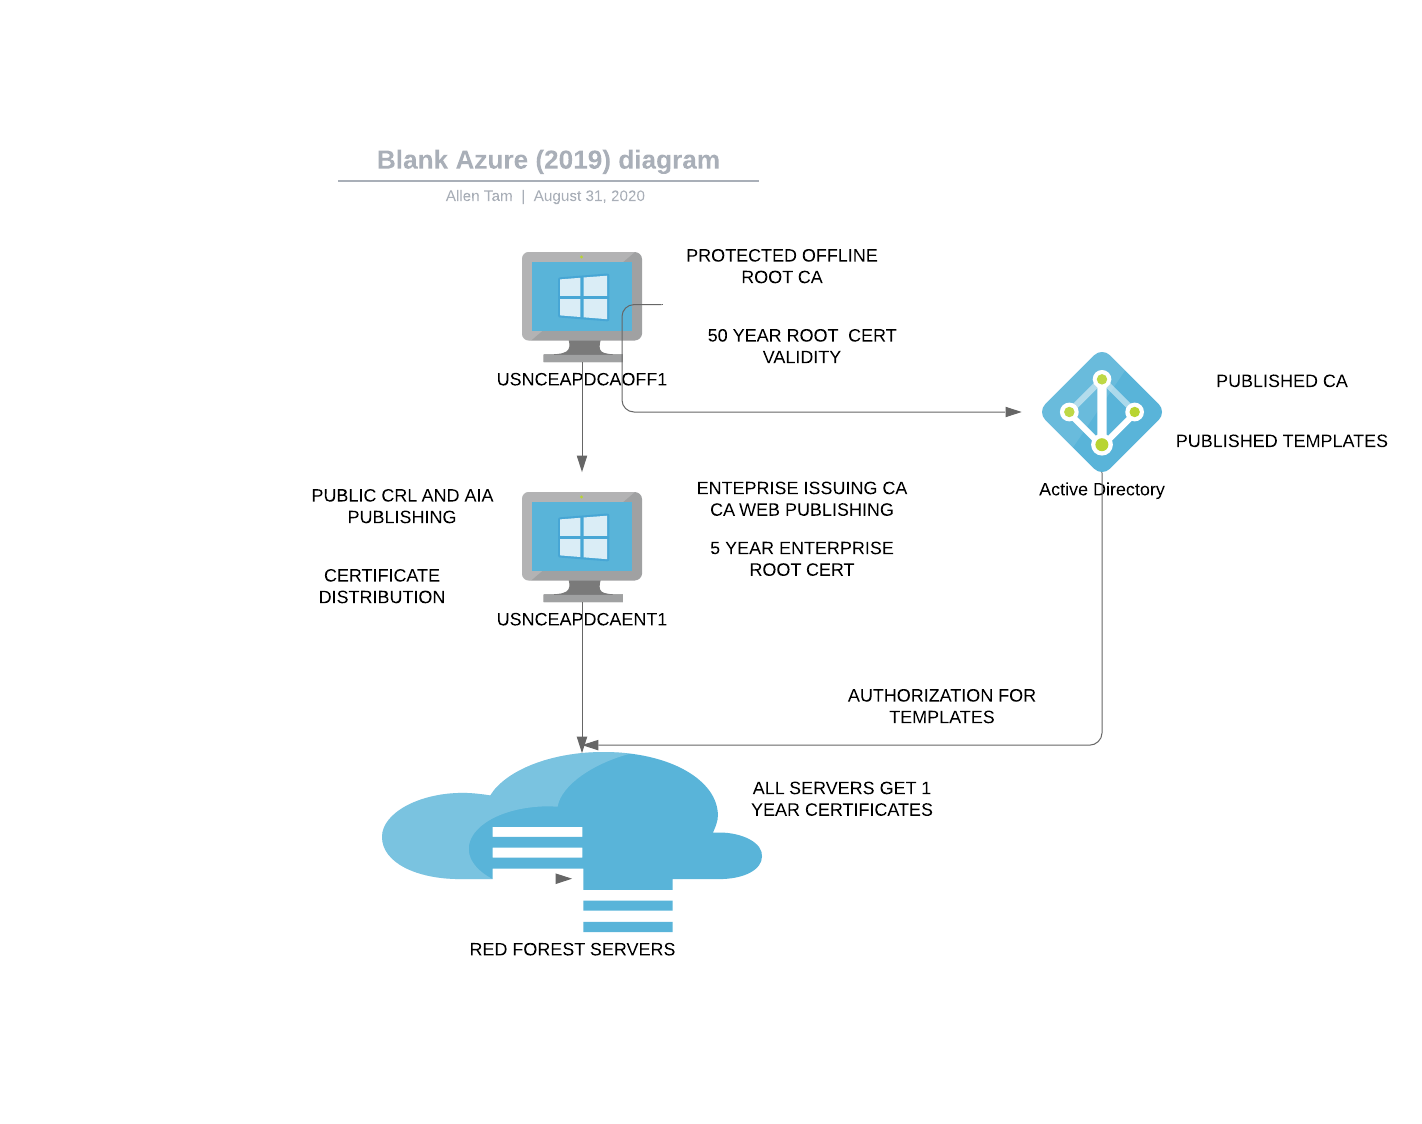 Blank Azure (2019) diagram
Allen Tam | August 31, 2020
PROTECTED OFFLINE
ROOT CA
50 YEAR ROOT  CERT
VALIDITY
USNCEAPDCAOFF1
PUBLISHED CA
PUBLISHED TEMPLATES
Active Directory
PUBLIC CRL AND AIA
PUBLISHING
ENTEPRISE ISSUING CA
CA WEB PUBLISHING
5 YEAR ENTERPRISE
ROOT CERT
CERTIFICATE
DISTRIBUTION
USNCEAPDCAENT1
AUTHORIZATION FOR
TEMPLATES
ALL SERVERS GET 1
YEAR CERTIFICATES
RED FOREST SERVERS